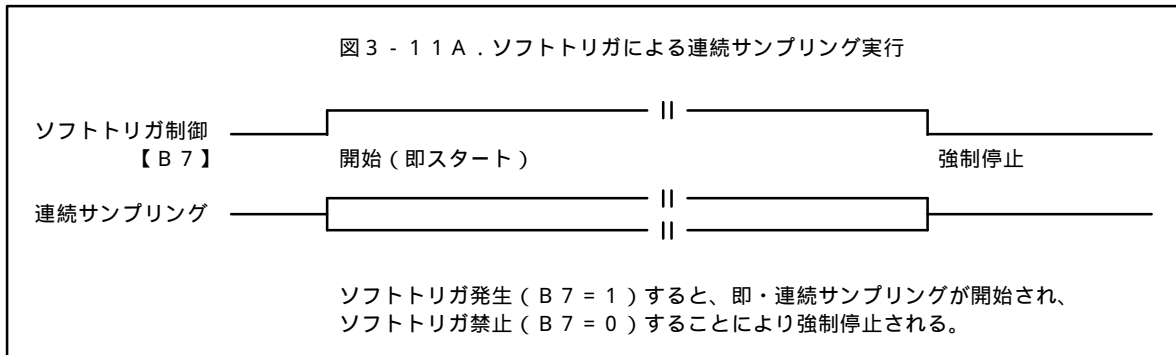 図３－１１Ａ．ソフトトリガによる連続サンプリング実行
ソフトトリガ制御
【Ｂ７】
開始（即スタート）
強制停止
連続サンプリング
ソフトトリガ発生（Ｂ７＝１）すると、即・連続サンプリングが開始され、
ソフトトリガ禁止（Ｂ７＝０）することにより強制停止される。